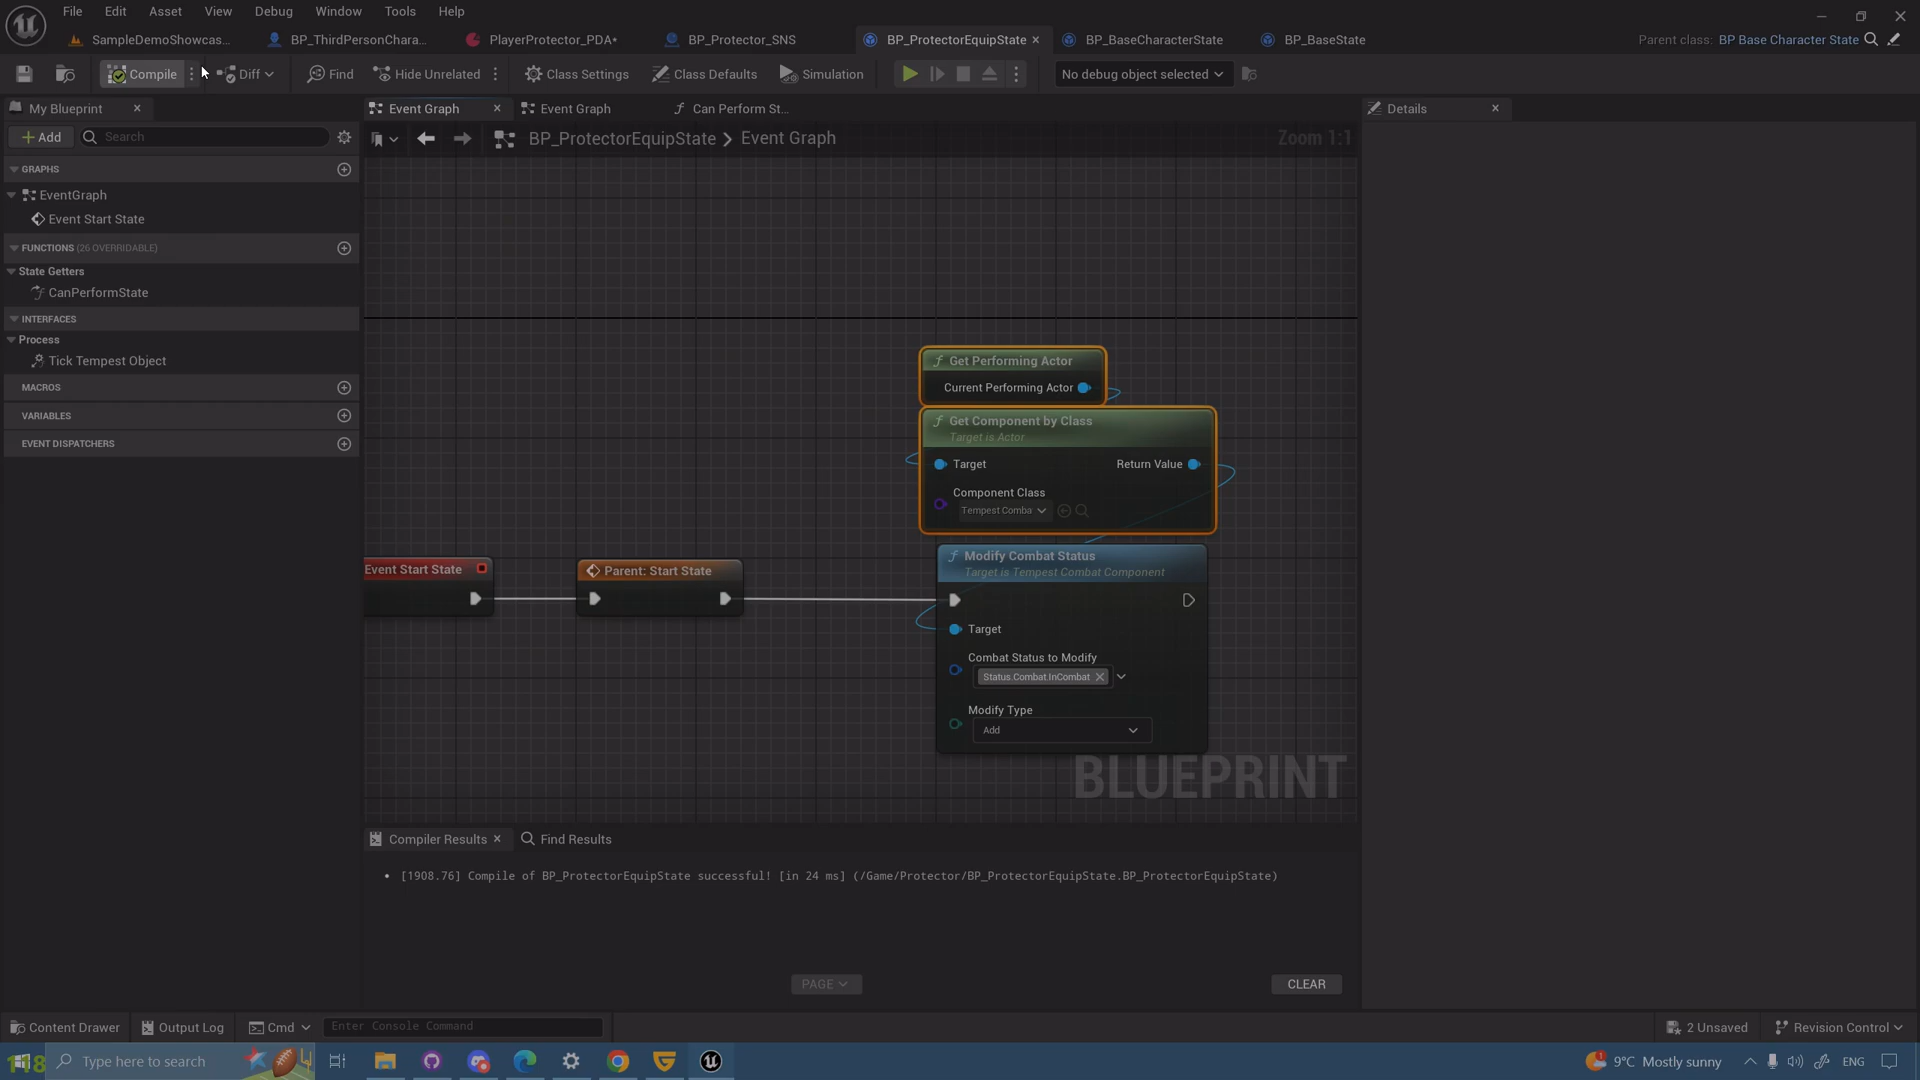 File Edit Asset View Debug Window Tools Help
SampleDemoShowcas... BP_ThirdPersonChara... PlayerProtector_PDA* BP_Protector_SNS BP_ProtectorEquipState BP_BaseCharacterState BP_BaseState Parent class: BP Base Character State
Compile Diff Find Hide Unrelated Class Settings Class Defaults Simulation No debug object selected
My Blueprint Event Graph Event Graph Can Perform St... Details
Add Search BP_ProtectorEquipState > Event Graph Zoom 1:1
GRAPHS
EventGraph
Event Start State
FUNCTIONS (26 OVERRIDABLE)
State Getters
CanPerformState
INTERFACES
Process
Tick Tempest Object
MACROS
VARIABLES
EVENT DISPATCHERS
Get Performing Actor
Current Performing Actor
Get Component by Class
Target is Actor
Target Return Value
Component Class
Tempest Comba
Event Start State
Parent: Start State
Modify Combat Status
Target is Tempest Combat Component
Target
Combat Status to Modify
Status.Combat.InCombat
Modify Type
Add
BLUEPRINT
Compiler Results Find Results
• [1908.76] Compile of BP_ProtectorEquipState successful! [in 24 ms] (/Game/Protector/BP_ProtectorEquipState.BP_ProtectorEquipState)
PAGE CLEAR
Content Drawer Output Log Cmd Enter Console Command 2 Unsaved Revision Control
Type here to search 9°C Mostly sunny ENG